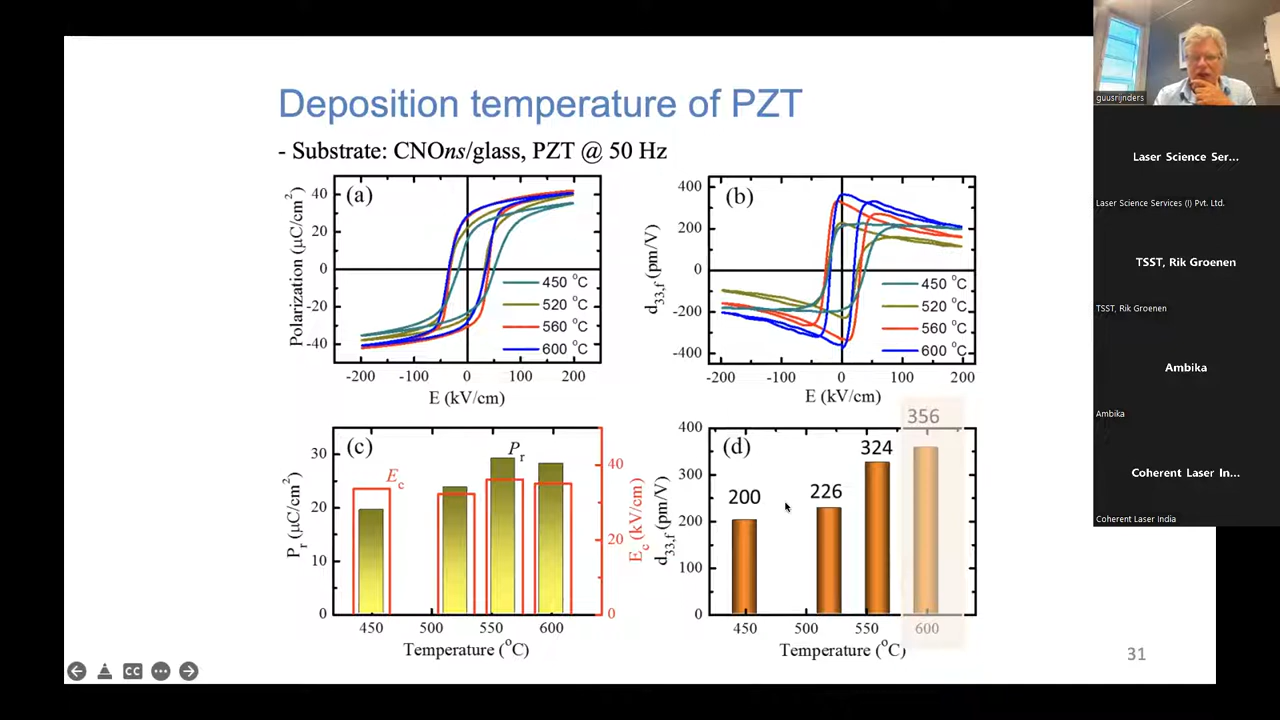 Deposition temperature of PZT
- Substrate: CNOns/glass, PZT @ 50 Hz
(a)
Polarization (μC/cm²)
40
20
0
-20
-40
450 °C
520 °C
560 °C
600 °C
-200 -100 0 100 200
E (kV/cm)
(b)
d33,f (pm/V)
400
200
0
-200
-400
450 °C
520 °C
560 °C
600 °C
-200 -100 0 100 200
E (kV/cm)
(c)
Pr
Ec
Pr (μC/cm²)
30
20
10
0
40
20
0
Ec (kV/cm)
450 500 550 600
Temperature (°C)
(d)
356
324
226
200
d33,f (pm/V)
400
300
200
100
0
450 500 550 600
Temperature (°C)
CC
31
guusrijnders
Laser Science Ser...
Laser Science Services (I) Pvt. Ltd.
TSST, Rik Groenen
TSST, Rik Groenen
Ambika
Ambika
Coherent Laser In...
Coherent Laser India